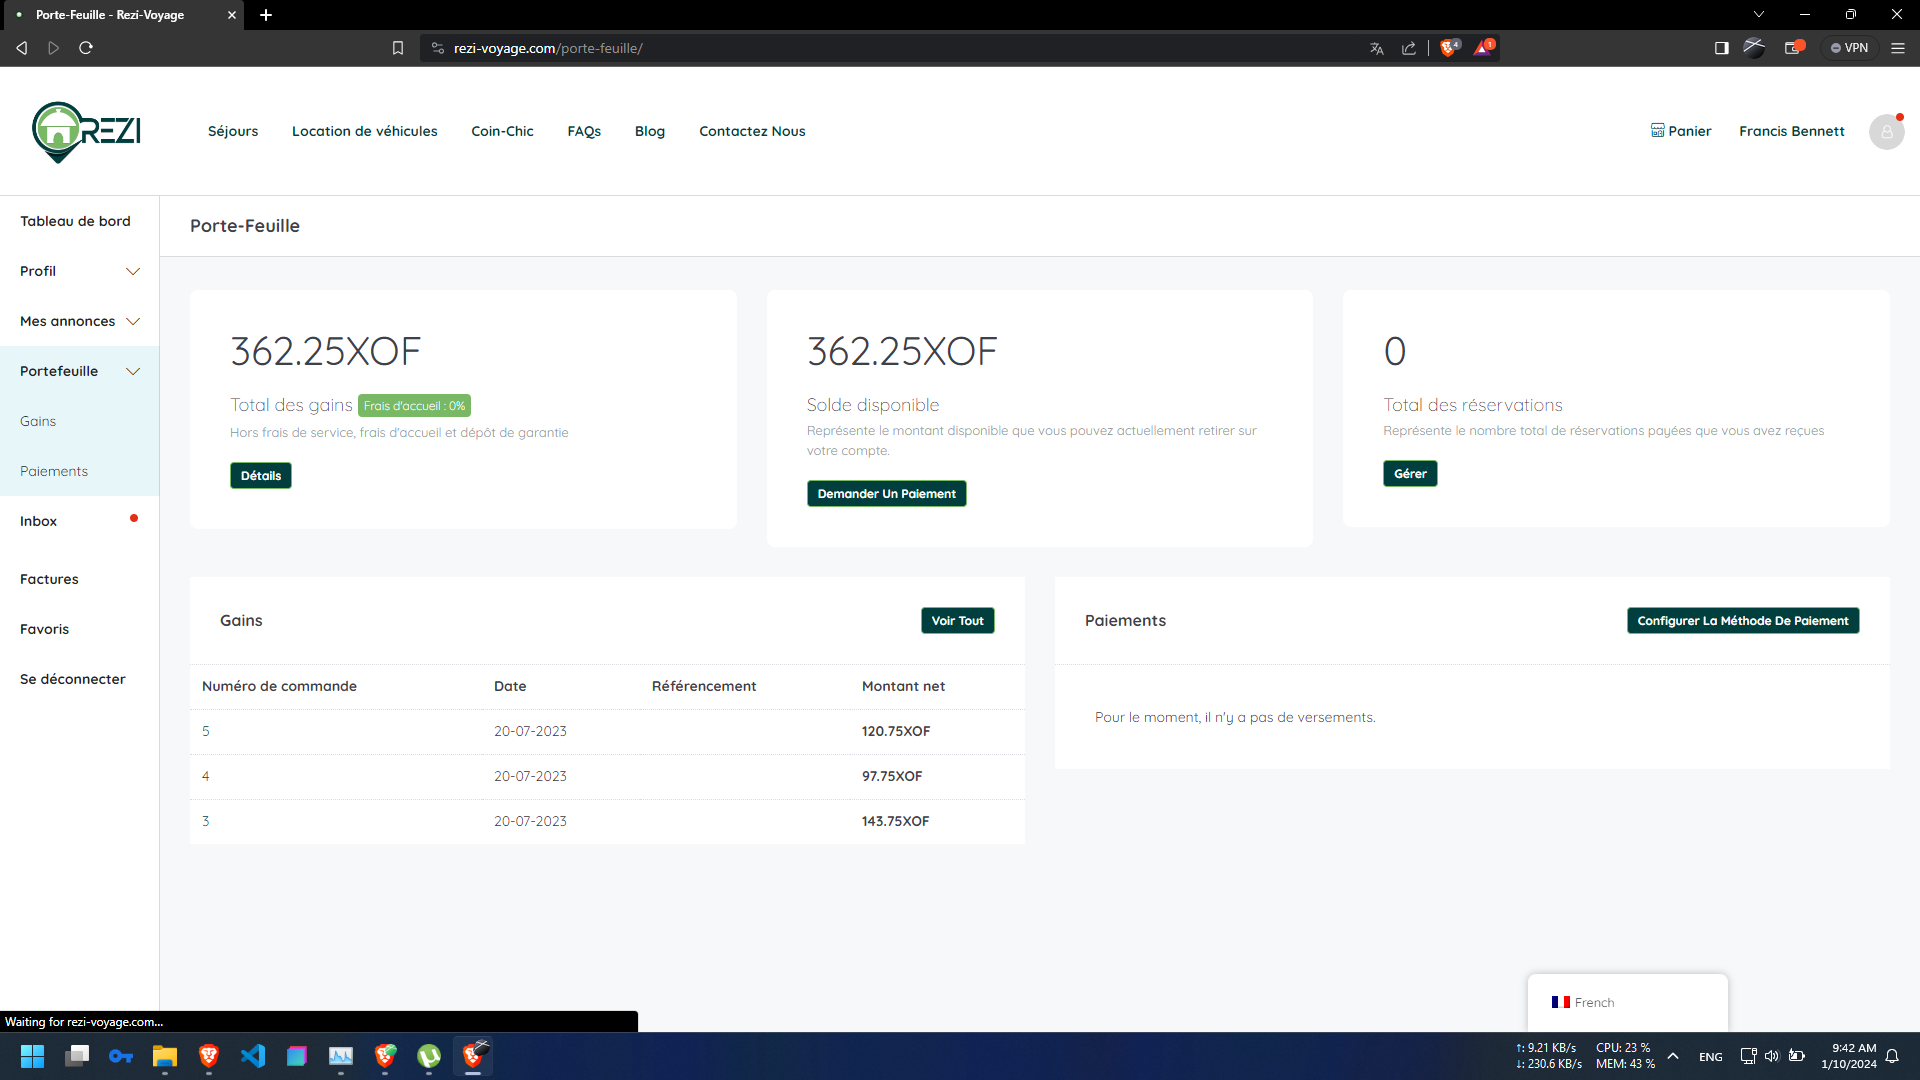 Porte-Feuille - Rezi-Voyage
rezi-voyage.com/porte-feuille/
4
1
VPN
REZI
Séjours
Location de véhicules
Coin-Chic
FAQs
Blog
Contactez Nous
Panier
Francis Bennett
Tableau de bord
Profil
Mes annonces
Portefeuille
Gains
Paiements
Inbox
Factures
Favoris
Se déconnecter
Porte-Feuille
362.25XOF
Total des gains Frais d'accueil : 0%
Hors frais de service, frais d'accueil et dépôt de garantie
Détails
362.25XOF
Solde disponible
Représente le montant disponible que vous pouvez actuellement retirer sur
votre compte.
Demander Un Paiement
0
Total des réservations
Représente le nombre total de réservations payées que vous avez reçues
Gérer
Gains
Voir Tout
Numéro de commande Date Référencement Montant net
5 20-07-2023 120.75XOF
4 20-07-2023 97.75XOF
3 20-07-2023 143.75XOF
Paiements
Configurer La Méthode De Paiement
Pour le moment, il n'y a pas de versements.
French
Waiting for rezi-voyage.com...
↑: 9.21 KB/s
↓: 230.6 KB/s
CPU: 23 %
MEM: 43 %
ENG
9:42 AM
1/10/2024